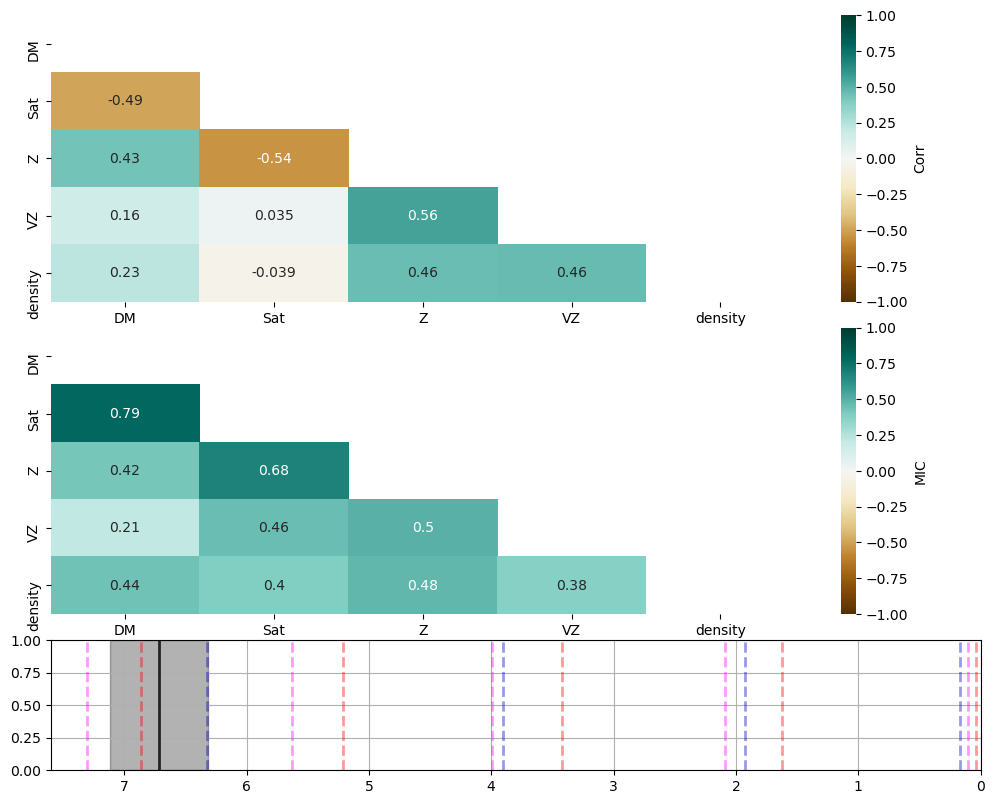 DM
Sat
Z
VZ
density
-0.49
0.43 -0.54
0.16 0.035 0.56
0.23 -0.039 0.46 0.46
DM Sat Z VZ density
1.00
0.75
0.50
0.25
0.00
−0.25
−0.50
−0.75
−1.00
Corr
DM
Sat
Z
VZ
density
0.79
0.42 0.68
0.21 0.46 0.5
0.44 0.4 0.48 0.38
DM Sat Z VZ density
1.00
0.75
0.50
0.25
0.00
−0.25
−0.50
−0.75
−1.00
MIC
1.00
0.75
0.50
0.25
0.00
7 6 5 4 3 2 1 0